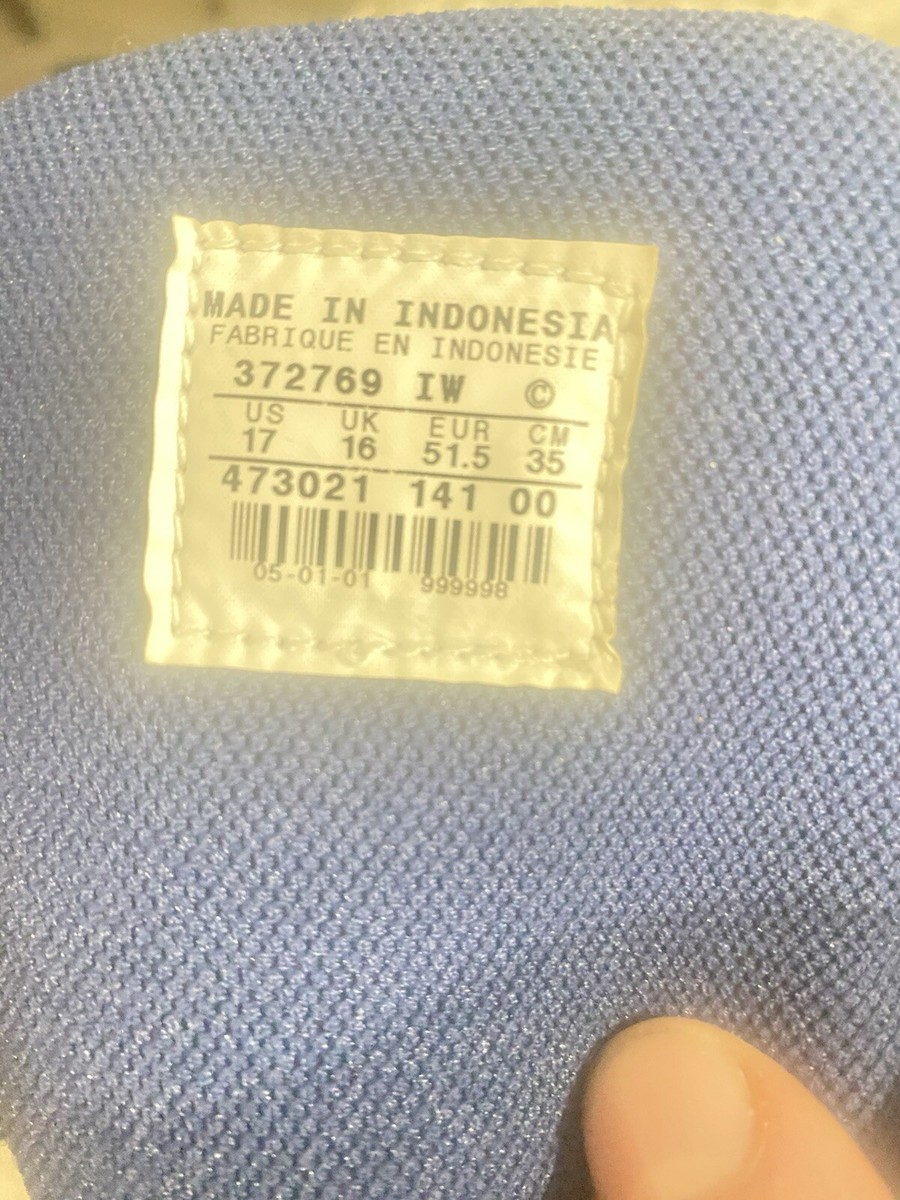 MADE IN INDONESIA
FABRIQUE EN INDONESIE
372769 IW ©
US UK EUR CM
17 16 51.5 35
473021 141 00
05-01-01 999998